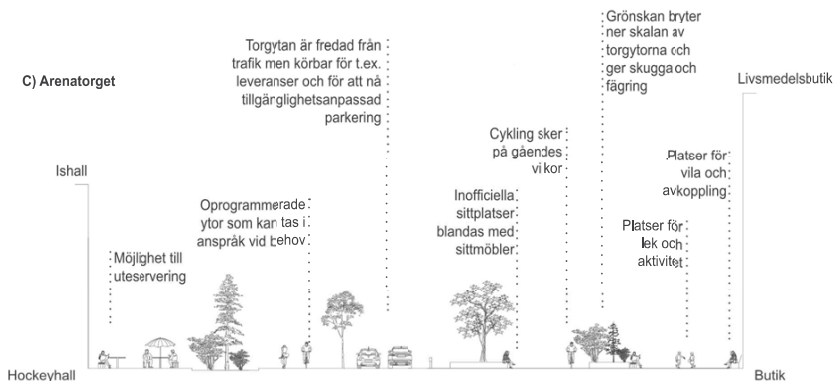 C) Arenatorget
Ishall
Hockeyhall
Möjlighet till
uteservering
Oprogrammerade
ytor som kan tas i
anspråk vid behov
Torgytan är fredad från
trafik men körbar för t.ex.
leveranser och för att nå
tillgänglighetsanpassad
parkering
Inofficiella
sittplatser
blandas med
sittmöbler
Cykling sker
på gåendes
vikor
Grönskan bryter
ner skalan av
torgytorna och
ger skugga och
fägring
Platser för
lek och
aktivitet
Platser för
vila och
avkoppling
Livsmedelsbutik
Butik